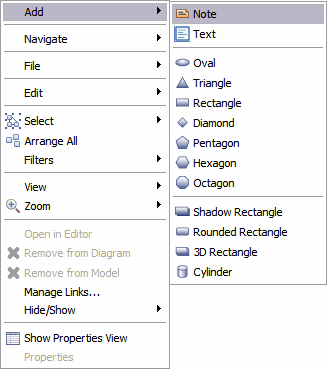 Add
Navigate
File
Edit
Select
Arrange All
Filters
View
Zoom
Open in Editor
Remove from Diagram
Remove from Model
Manage Links...
Hide/Show
Show Properties View
Properties
Note
Text
Oval
Triangle
Rectangle
Diamond
Pentagon
Hexagon
Octagon
Shadow Rectangle
Rounded Rectangle
3D Rectangle
Cylinder